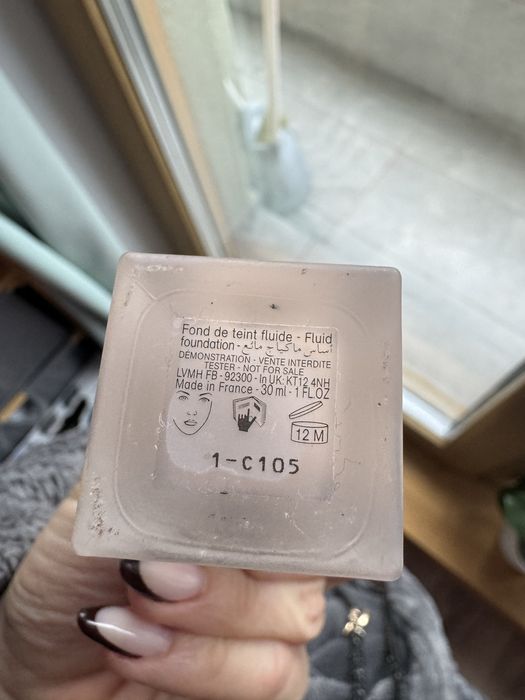 Fond de teint fluide - Fluid
foundation - أساس ماكياج مائع
DÉMONSTRATION - VENTE INTERDITE
TESTER - NOT FOR SALE
LVMH FB - 92300 - In UK: KT12 4NH
Made in France - 30 ml - 1 FL OZ
12 M
1-C105